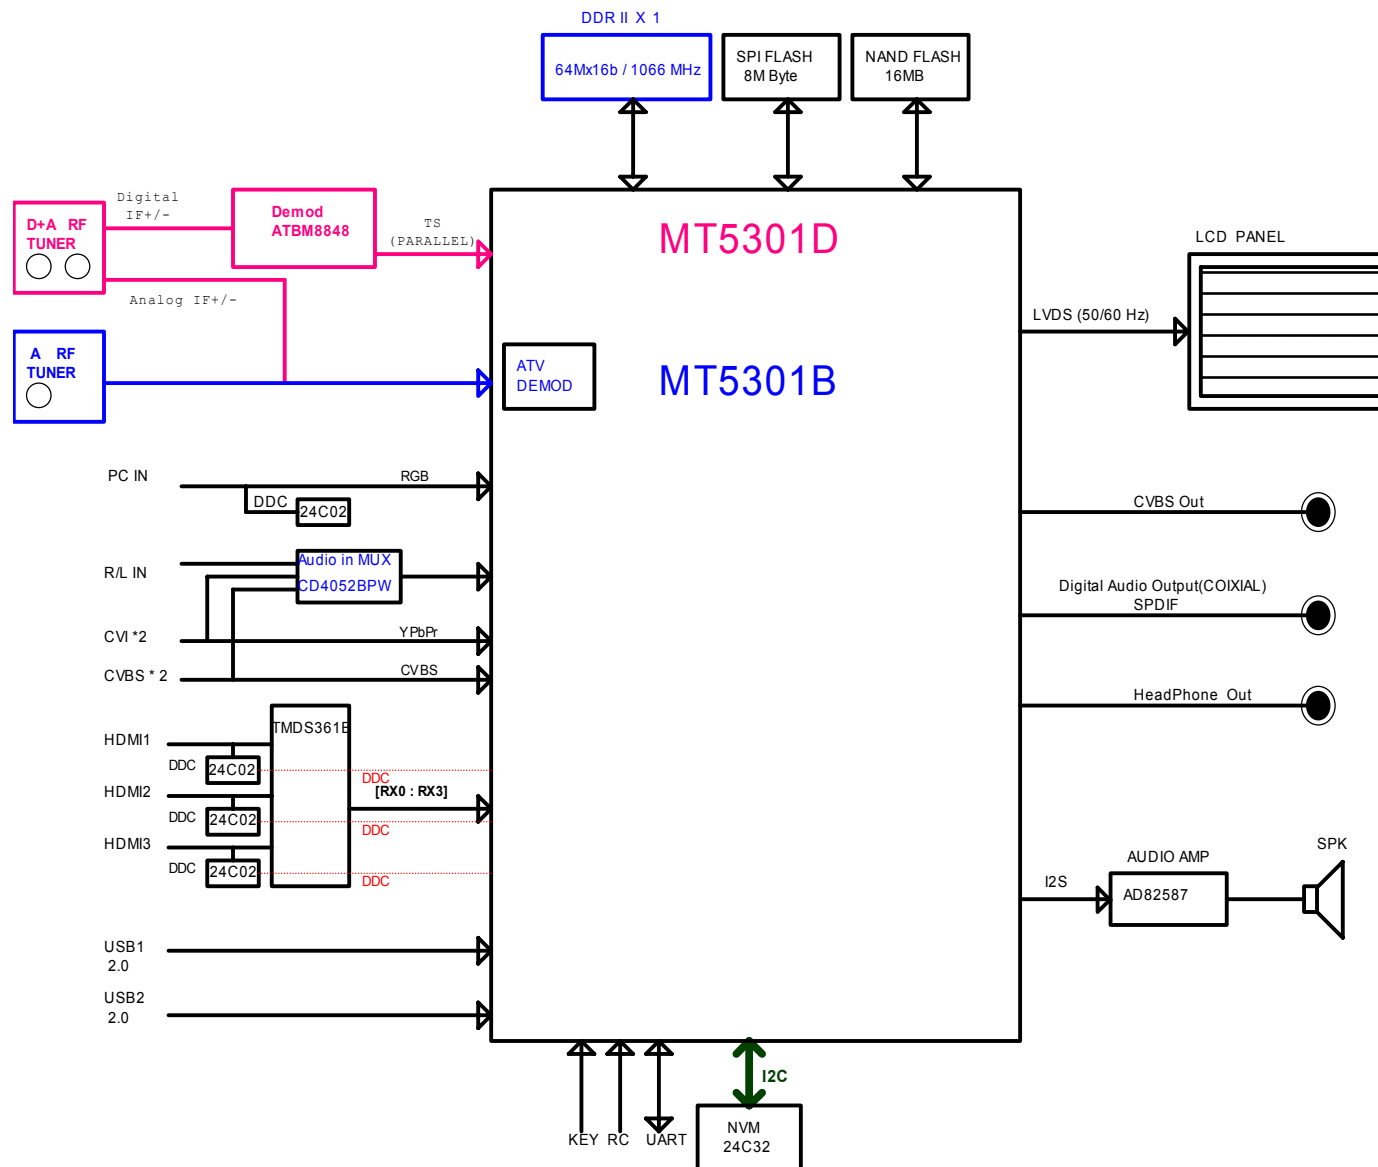 DDR II X 1
64Mx16b / 1066 MHz
SPI FLASH
8M Byte
NAND FLASH
16MB
D+A RF
TUNER
Digital
IF+/-
Demod
ATBM8848
TS
(PARALLEL)
Analog IF+/-
A RF
TUNER
ATV
DEMOD
MT5301D
MT5301B
LCD PANEL
LVDS (50/60 Hz)
PC IN
RGB
DDC
24C02
R/L IN
Audio in MUX
CD4052BPW
CVI *2
YPbPr
CVBS * 2
CVBS
CVBS Out
Digital Audio Output(COIXIAL)
SPDIF
HeadPhone Out
TMDS361B
HDMI1
DDC
24C02
DDC
HDMI2
[RX0 : RX3]
DDC
24C02
DDC
HDMI3
DDC
24C02
DDC
USB1
2.0
USB2
2.0
I2S
AUDIO AMP
AD82587
SPK
KEY
RC
UART
I2C
NVM
24C32